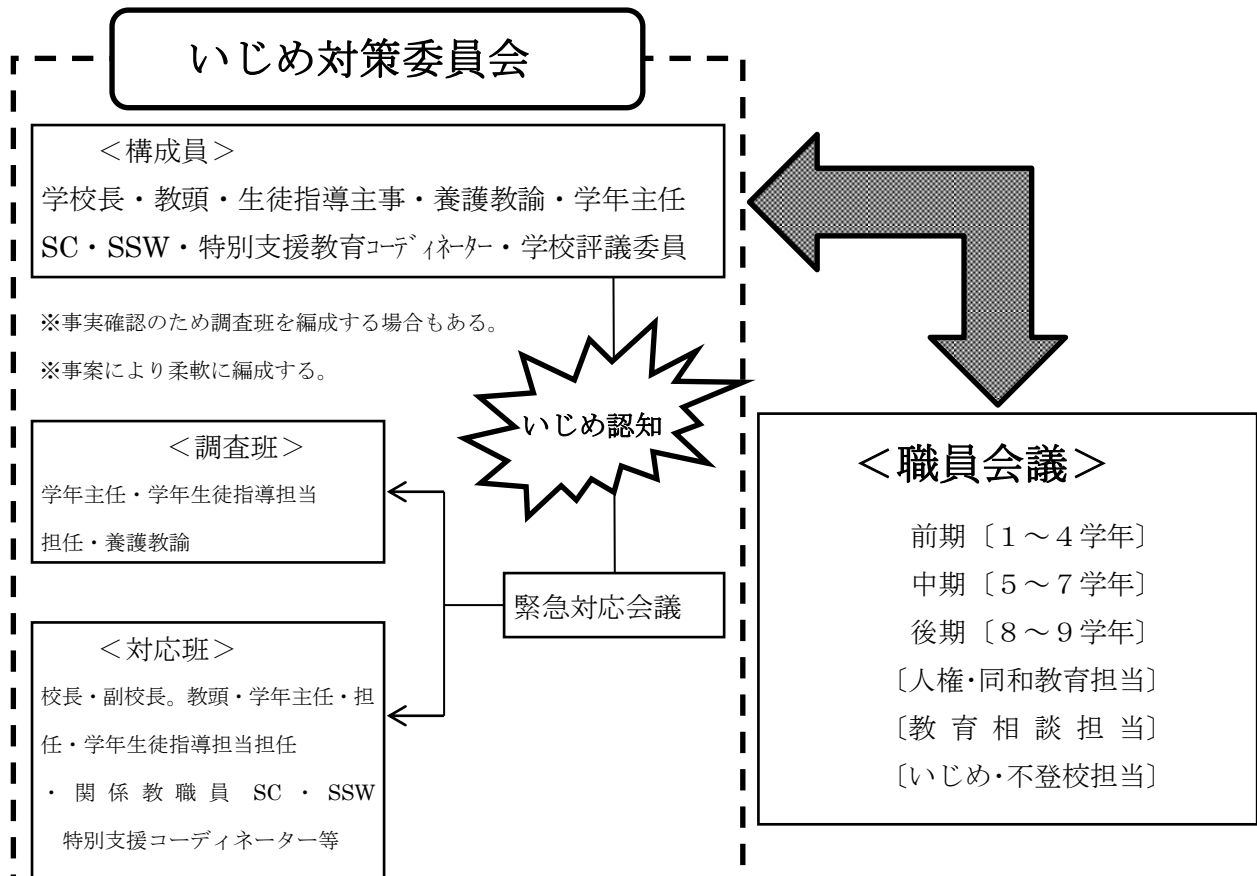 いじめ対策委員会
＜構成員＞
学校長・教頭・生徒指導主事・養護教諭・学年主任
SC・SSW・特別支援教育ｺｰﾃﾞｨﾈｰﾀｰ・学校評議委員
※事実確認のため調査班を編成する場合もある。
※事案により柔軟に編成する。
いじめ認知
＜調査班＞
学年主任・学年生徒指導担当
担任・養護教諭
緊急対応会議
＜対応班＞
校長・副校長。教頭・学年主任・担
任・学年生徒指導担当担任
・関係教職員 SC・SSW
特別支援コーディネーター等
＜職員会議＞
前期〔１～４学年〕
中期〔５～７学年〕
後期〔８～９学年〕
〔人権･同和教育担当〕
〔教育相談担当〕
〔いじめ･不登校担当〕